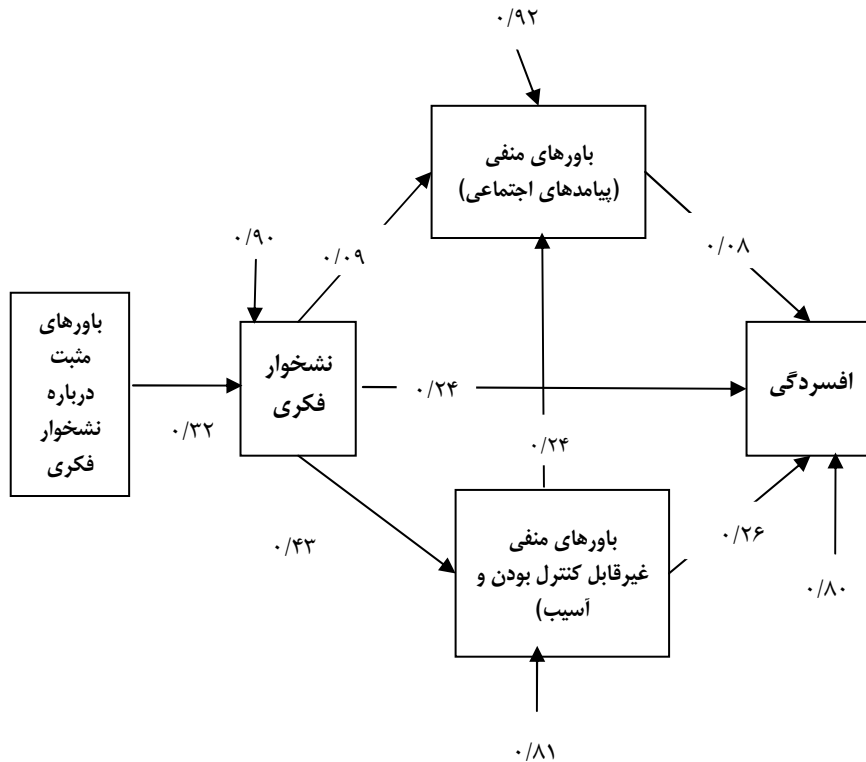 ۰/۹۲
باورهای منفی
(پیامدهای اجتماعی)
۰/۹۰
۰/۰۹
۰/۰۸
باورهای
مثبت
درباره
نشخوار
فکری
۰/۳۲
نشخوار
فکری
۰/۲۴
افسردگی
۰/۲۴
۰/۴۳
باورهای منفی
غیرقابل کنترل بودن و
آسیب)
۰/۲۶
۰/۸۰
۰/۸۱